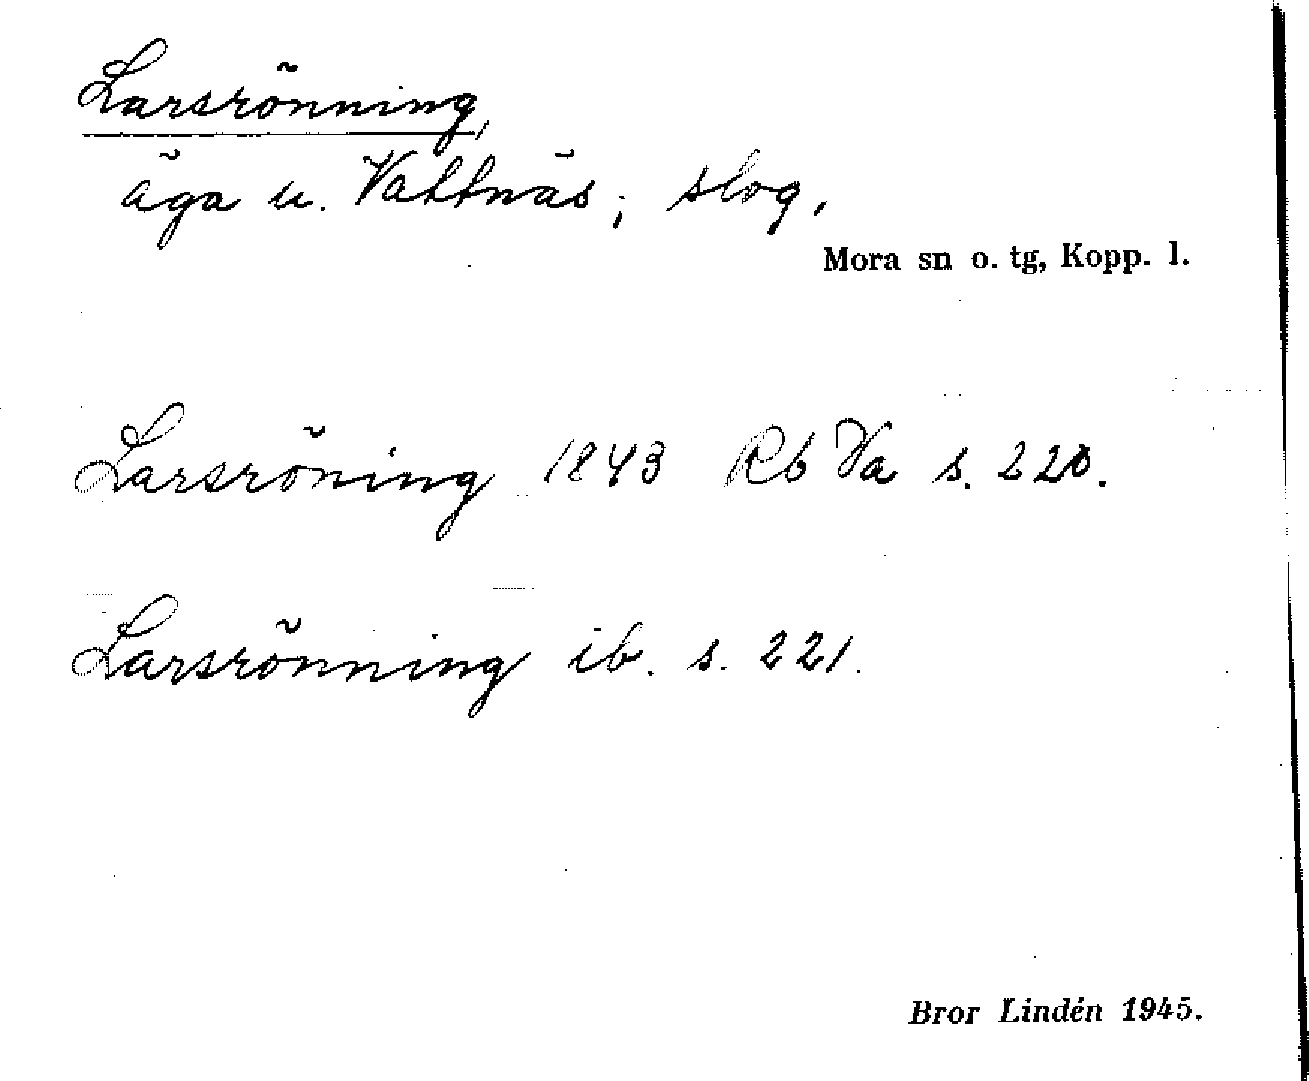 Larsrönning,
äga u. Vattnäs; slog.
Mora sn o. tg, Kopp. l.
Larsröning 1843 Rb Va s. 220.
Larsrönning ib. s. 221.
Bror Lindén 1945.